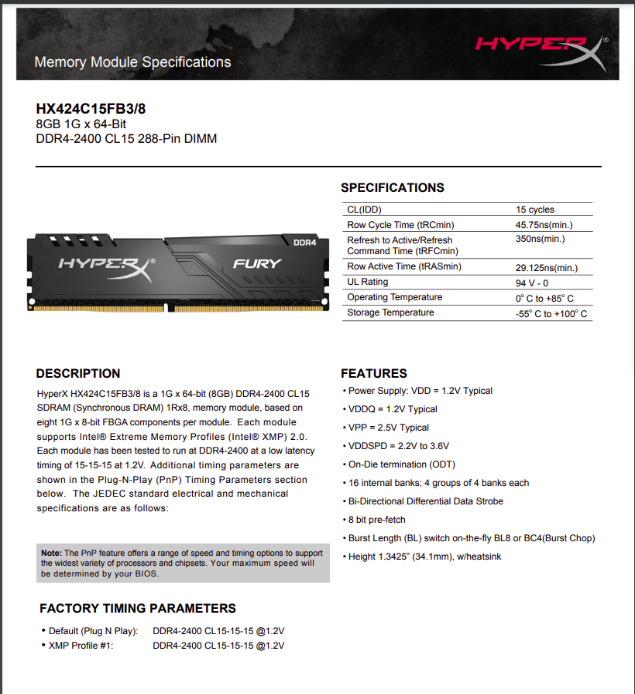 HYPERX®
Memory Module Specifications
HX424C15FB3/8
8GB 1G x 64-Bit
DDR4-2400 CL15 288-Pin DIMM
SPECIFICATIONS
CL(IDD) 15 cycles
Row Cycle Time (tRCmin) 45.75ns(min.)
Refresh to Active/Refresh 350ns(min.)
Command Time (tRFCmin)
Row Active Time (tRASmin) 29.125ns(min.)
UL Rating 94 V - 0
Operating Temperature 0° C to +85° C
Storage Temperature -55° C to +100° C
DDR4
HYPERX® FURY
DESCRIPTION
HyperX HX424C15FB3/8 is a 1G x 64-bit (8GB) DDR4-2400 CL15
SDRAM (Synchronous DRAM) 1Rx8, memory module, based on
eight 1G x 8-bit FBGA components per module. Each module
supports Intel® Extreme Memory Profiles (Intel® XMP) 2.0.
Each module has been tested to run at DDR4-2400 at a low latency
timing of 15-15-15 at 1.2V. Additional timing parameters are
shown in the Plug-N-Play (PnP) Timing Parameters section
below. The JEDEC standard electrical and mechanical
specifications are as follows:
Note: The PnP feature offers a range of speed and timing options to support
the widest variety of processors and chipsets. Your maximum speed will
be determined by your BIOS.
FEATURES
• Power Supply: VDD = 1.2V Typical
• VDDQ = 1.2V Typical
• VPP = 2.5V Typical
• VDDSPD = 2.2V to 3.6V
• On-Die termination (ODT)
• 16 internal banks; 4 groups of 4 banks each
• Bi-Directional Differential Data Strobe
• 8 bit pre-fetch
• Burst Length (BL) switch on-the-fly BL8 or BC4(Burst Chop)
• Height 1.3425" (34.1mm), w/heatsink
FACTORY TIMING PARAMETERS
• Default (Plug N Play): DDR4-2400 CL15-15-15 @1.2V
• XMP Profile #1: DDR4-2400 CL15-15-15 @1.2V